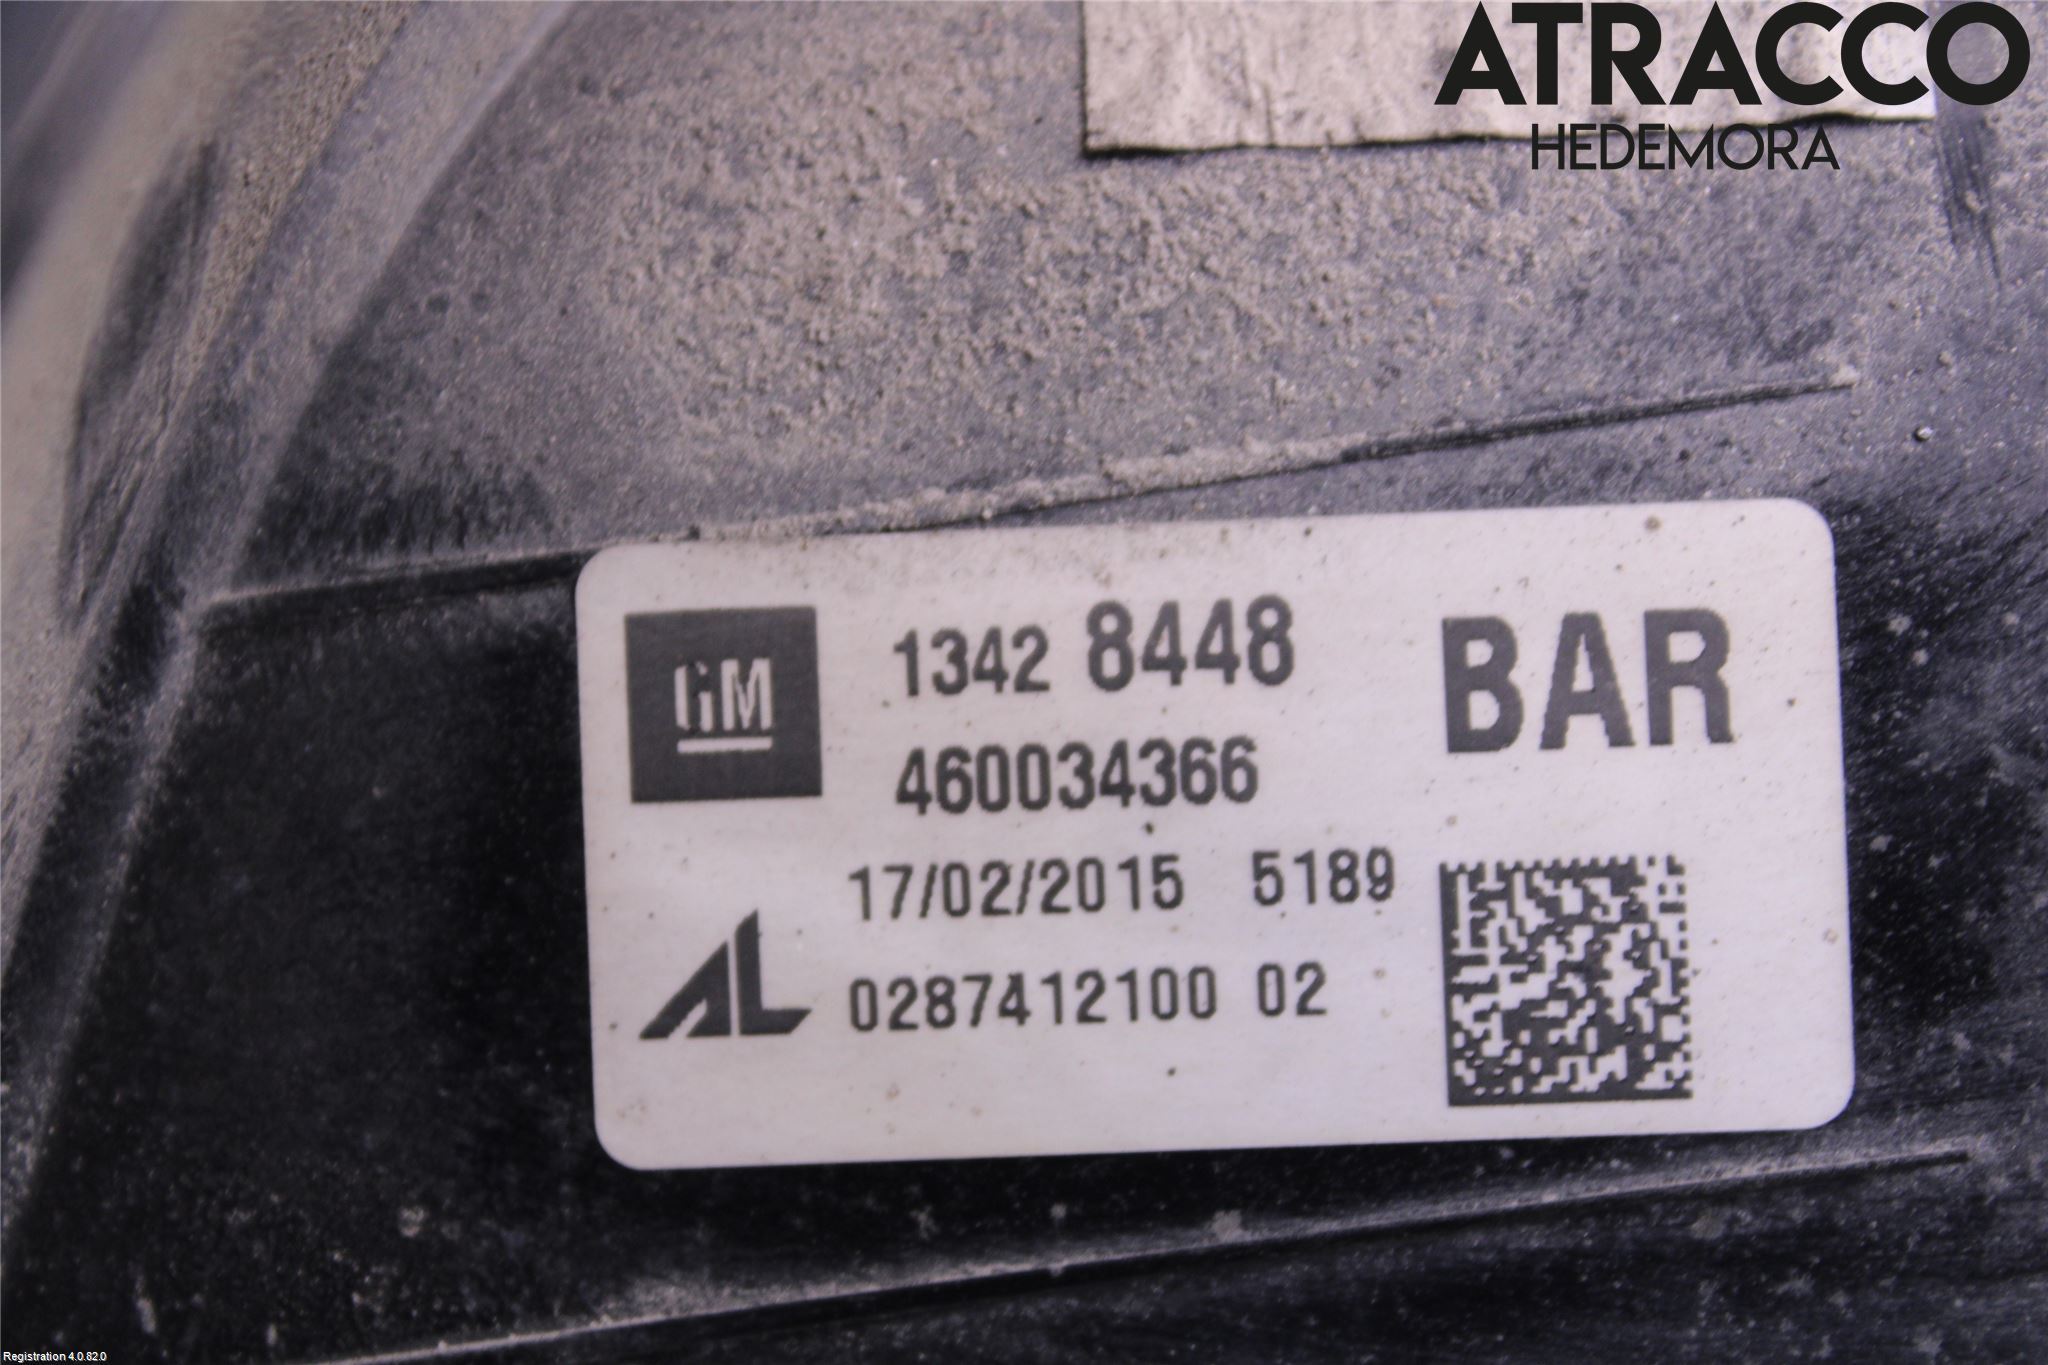 ATRACCO
HEDEMORA
GM
1342 8448
BAR
460034366
17/02/2015 5189
AL
0287412100 02
Registration 4.0.82.0